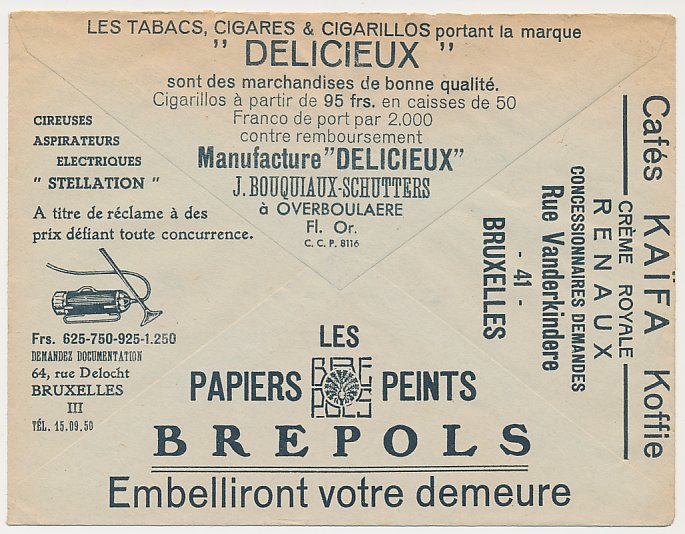 LES TABACS, CIGARES & CIGARILLOS portant la marque
" DELICIEUX "
sont des marchandises de bonne qualité.
Cigarillos à partir de 95 frs. en caisses de 50
Franco de port par 2.000
contre remboursement
Manufacture "DELICIEUX"
J. BOUQUIAUX-SCHUTTERS
à OVERBOULAERE
Fl. Or.
C. C. P. 8116
CIREUSES
ASPIRATEURS
ELECTRIQUES
" STELLATION "
A titre de réclame à des
prix défiant toute concurrence.
Frs. 625-750-925-1.250
DEMANDEZ DOCUMENTATION
64, rue Delocht
BRUXELLES
III
TÉL. 15.09.50
Cafés KAÏFA Koffie
CRÈME ROYALE
RENAUX
CONCESSIONNAIRES DEMANDES
Rue Vanderkindere
- 41 -
BRUXELLES
LES
PAPIERS BREPOLS PEINTS
BREPOLS
Embelliront votre demeure